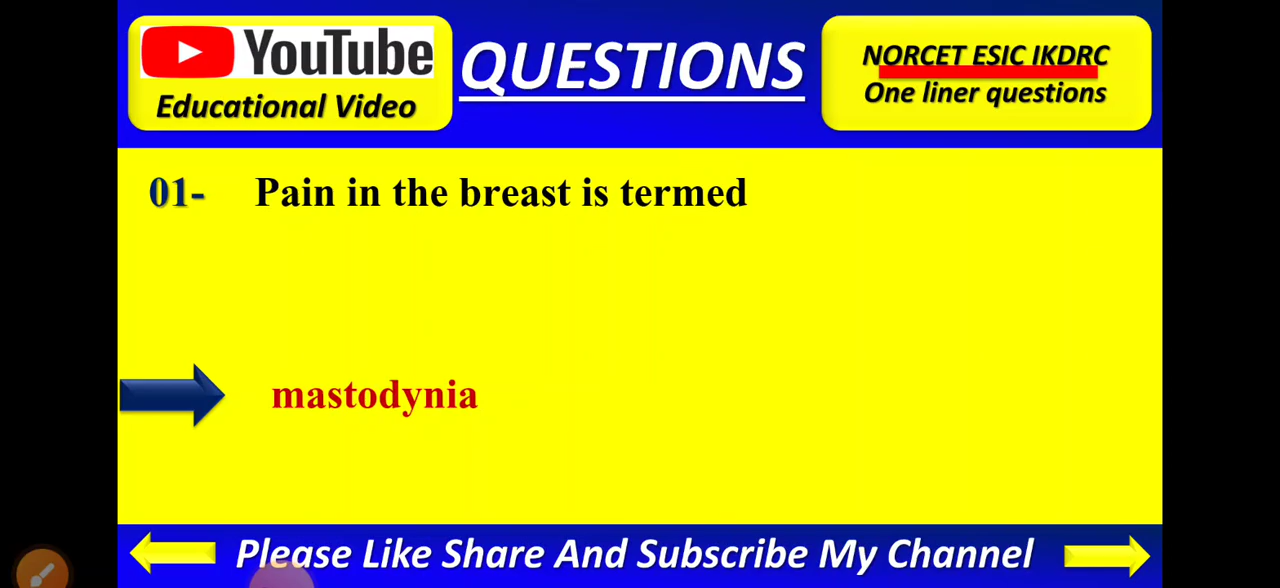 YouTube
Educational Video
QUESTIONS
NORCET ESIC IKDRC
One liner questions
01- Pain in the breast is termed
mastodynia
Please Like Share And Subscribe My Channel